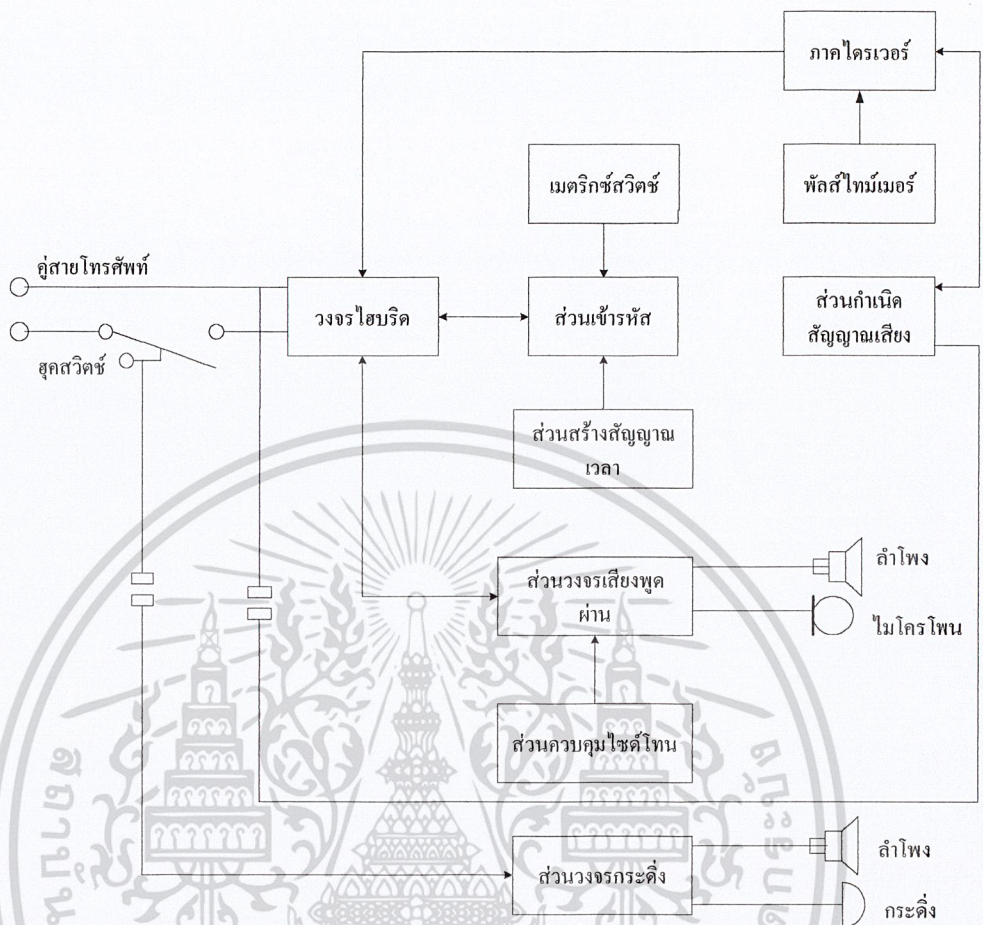 ภาคไดรเวอร์
เมตริกซ์สวิตช์
พัลส์ไทม์เมอร์
คู่สายโทรศัพท์
วงจรไฮบริด
ส่วนเข้ารหัส
ส่วนกำเนิด
สัญญาณเสียง
ฮุคสวิตช์
ส่วนสร้างสัญญาณ
เวลา
ส่วนวงจรเสียงพูด
ผ่าน
ลำโพง
ไมโครโพน
ส่วนควบคุมไซด์โทน
ส่วนวงจรกระดิ่ง
ลำโพง
กระดิ่ง